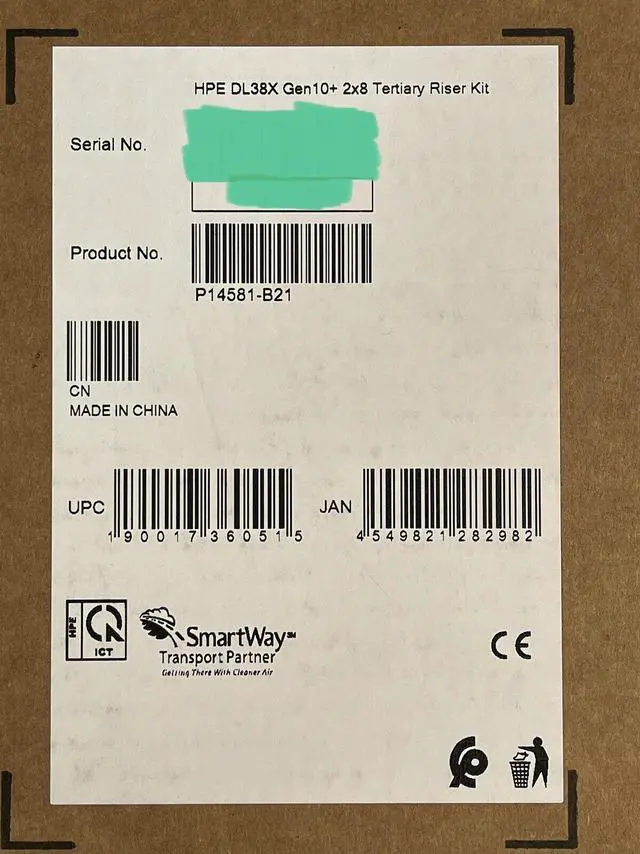 HPE DL38X Gen10+ 2x8 Tertiary Riser Kit
Serial No.
Product No.
P14581-B21
CN
MADE IN CHINA
UPC
190017360515
JAN
4549821282982
HPE
ICT
SmartWay SM
Transport Partner
Getting There With Cleaner Air
CE